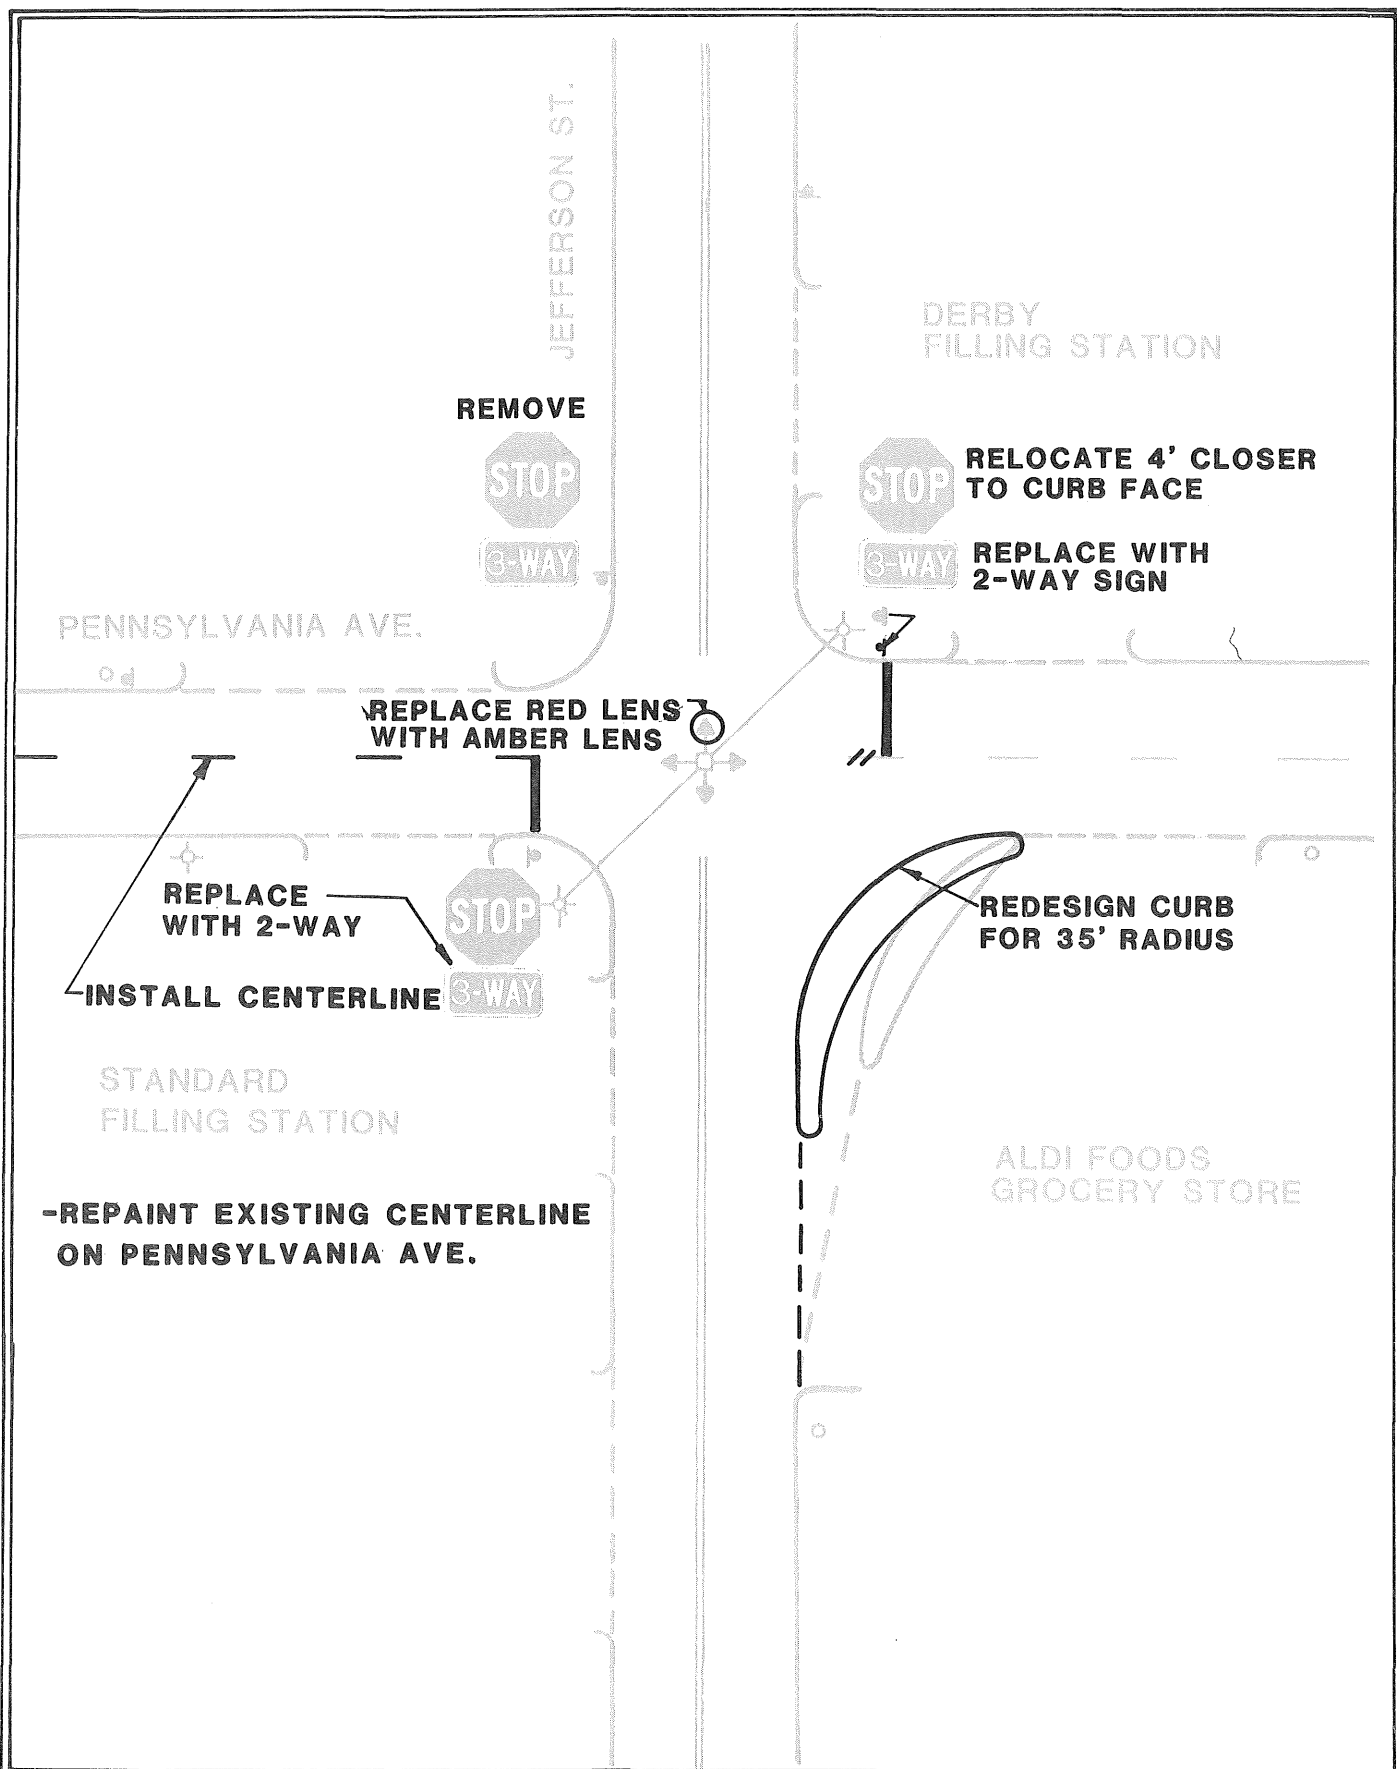 JEFFERSON ST.
DERBY
FILLING STATION
REMOVE
STOP
3-WAY
STOP
RELOCATE 4' CLOSER
TO CURB FACE
3-WAY
REPLACE WITH
2-WAY SIGN
PENNSYLVANIA AVE.
REPLACE RED LENS
WITH AMBER LENS
REPLACE
WITH 2-WAY
STOP
3-WAY
REDESIGN CURB
FOR 35' RADIUS
-INSTALL CENTERLINE
STANDARD
FILLING STATION
ALDI FOODS
GROCERY STORE
-REPAINT EXISTING CENTERLINE
ON PENNSYLVANIA AVE.